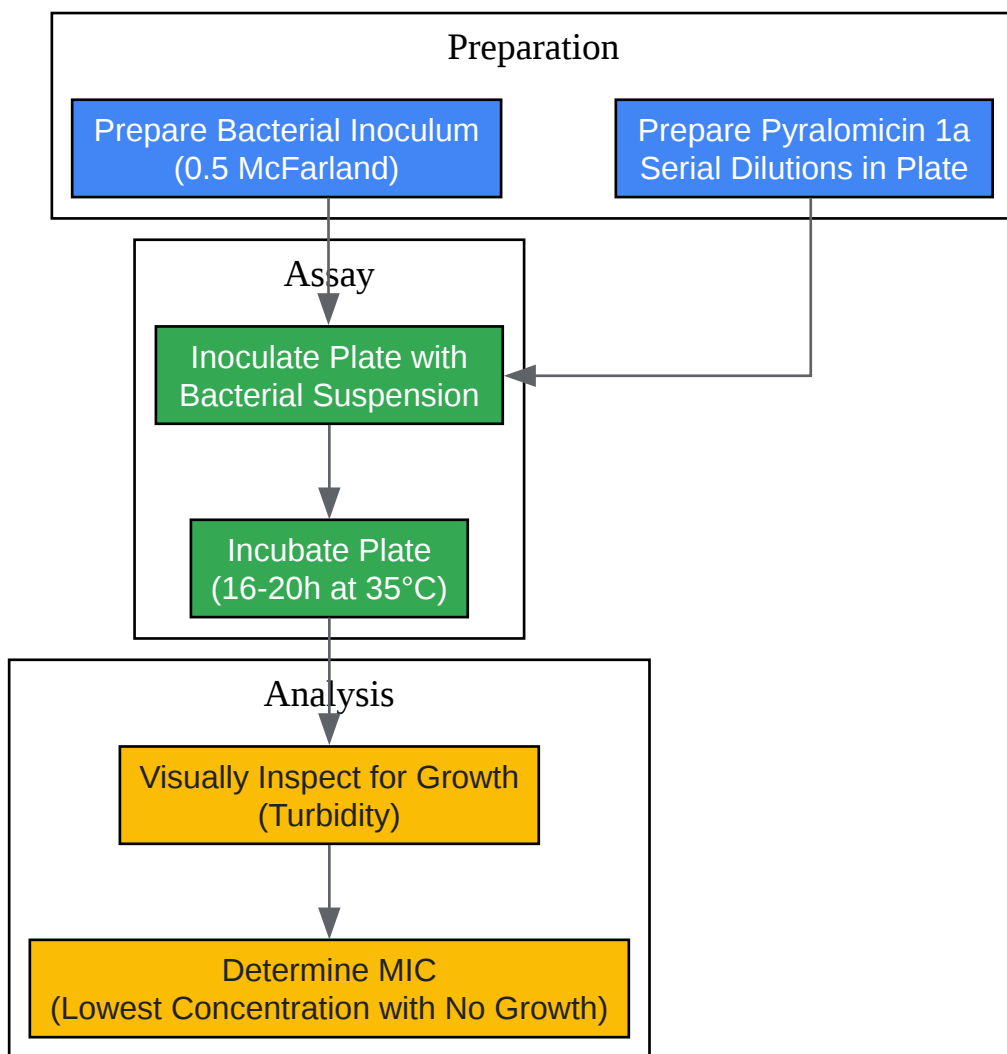 Preparation
Prepare Bacterial Inoculum
(0.5 McFarland)
Prepare Pyralomicin 1a
Serial Dilutions in Plate
Assay
Inoculate Plate with
Bacterial Suspension
Incubate Plate
(16-20h at 35°C)
Analysis
Visually Inspect for Growth
(Turbidity)
Determine MIC
(Lowest Concentration with No Growth)